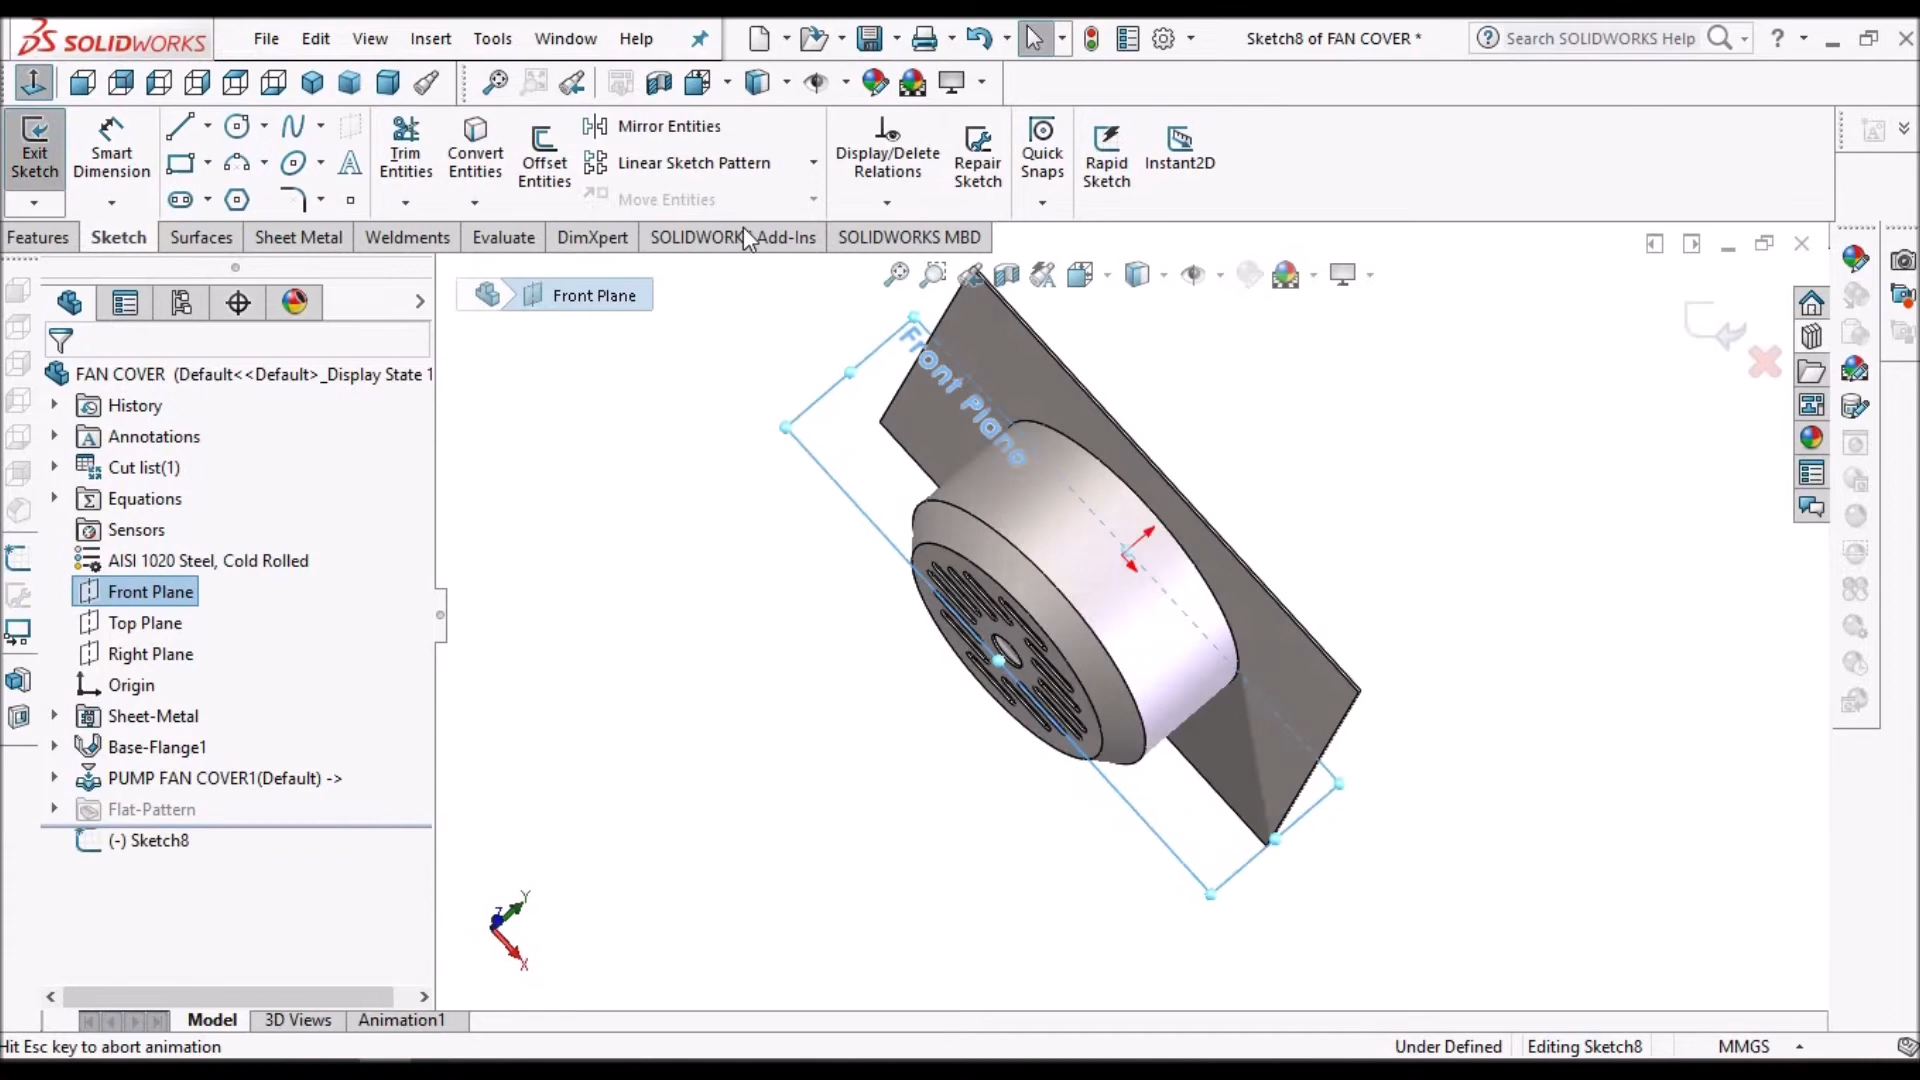 SOLIDWORKS
File Edit View Insert Tools Window Help
Sketch8 of FAN COVER *
Search SOLIDWORKS Help
?
Exit Sketch
Smart Dimension
Trim Entities
Convert Entities
Offset Entities
Mirror Entities
Linear Sketch Pattern
Move Entities
Display/Delete Relations
Repair Sketch
Quick Snaps
Rapid Sketch
Instant2D
Features Sketch Surfaces Sheet Metal Weldments Evaluate DimXpert SOLIDWORKS Add-Ins SOLIDWORKS MBD
Front Plane
Front Plane
FAN COVER (Default<<Default>_Display State 1
History
Annotations
Cut list(1)
Equations
Sensors
AISI 1020 Steel, Cold Rolled
Front Plane
Top Plane
Right Plane
Origin
Sheet-Metal
Base-Flange1
PUMP FAN COVER1(Default) ->
Flat-Pattern
(-) Sketch8
Y
Z
X
Model 3D Views Animation1
Hit Esc key to abort animation
Under Defined Editing Sketch8 MMGS